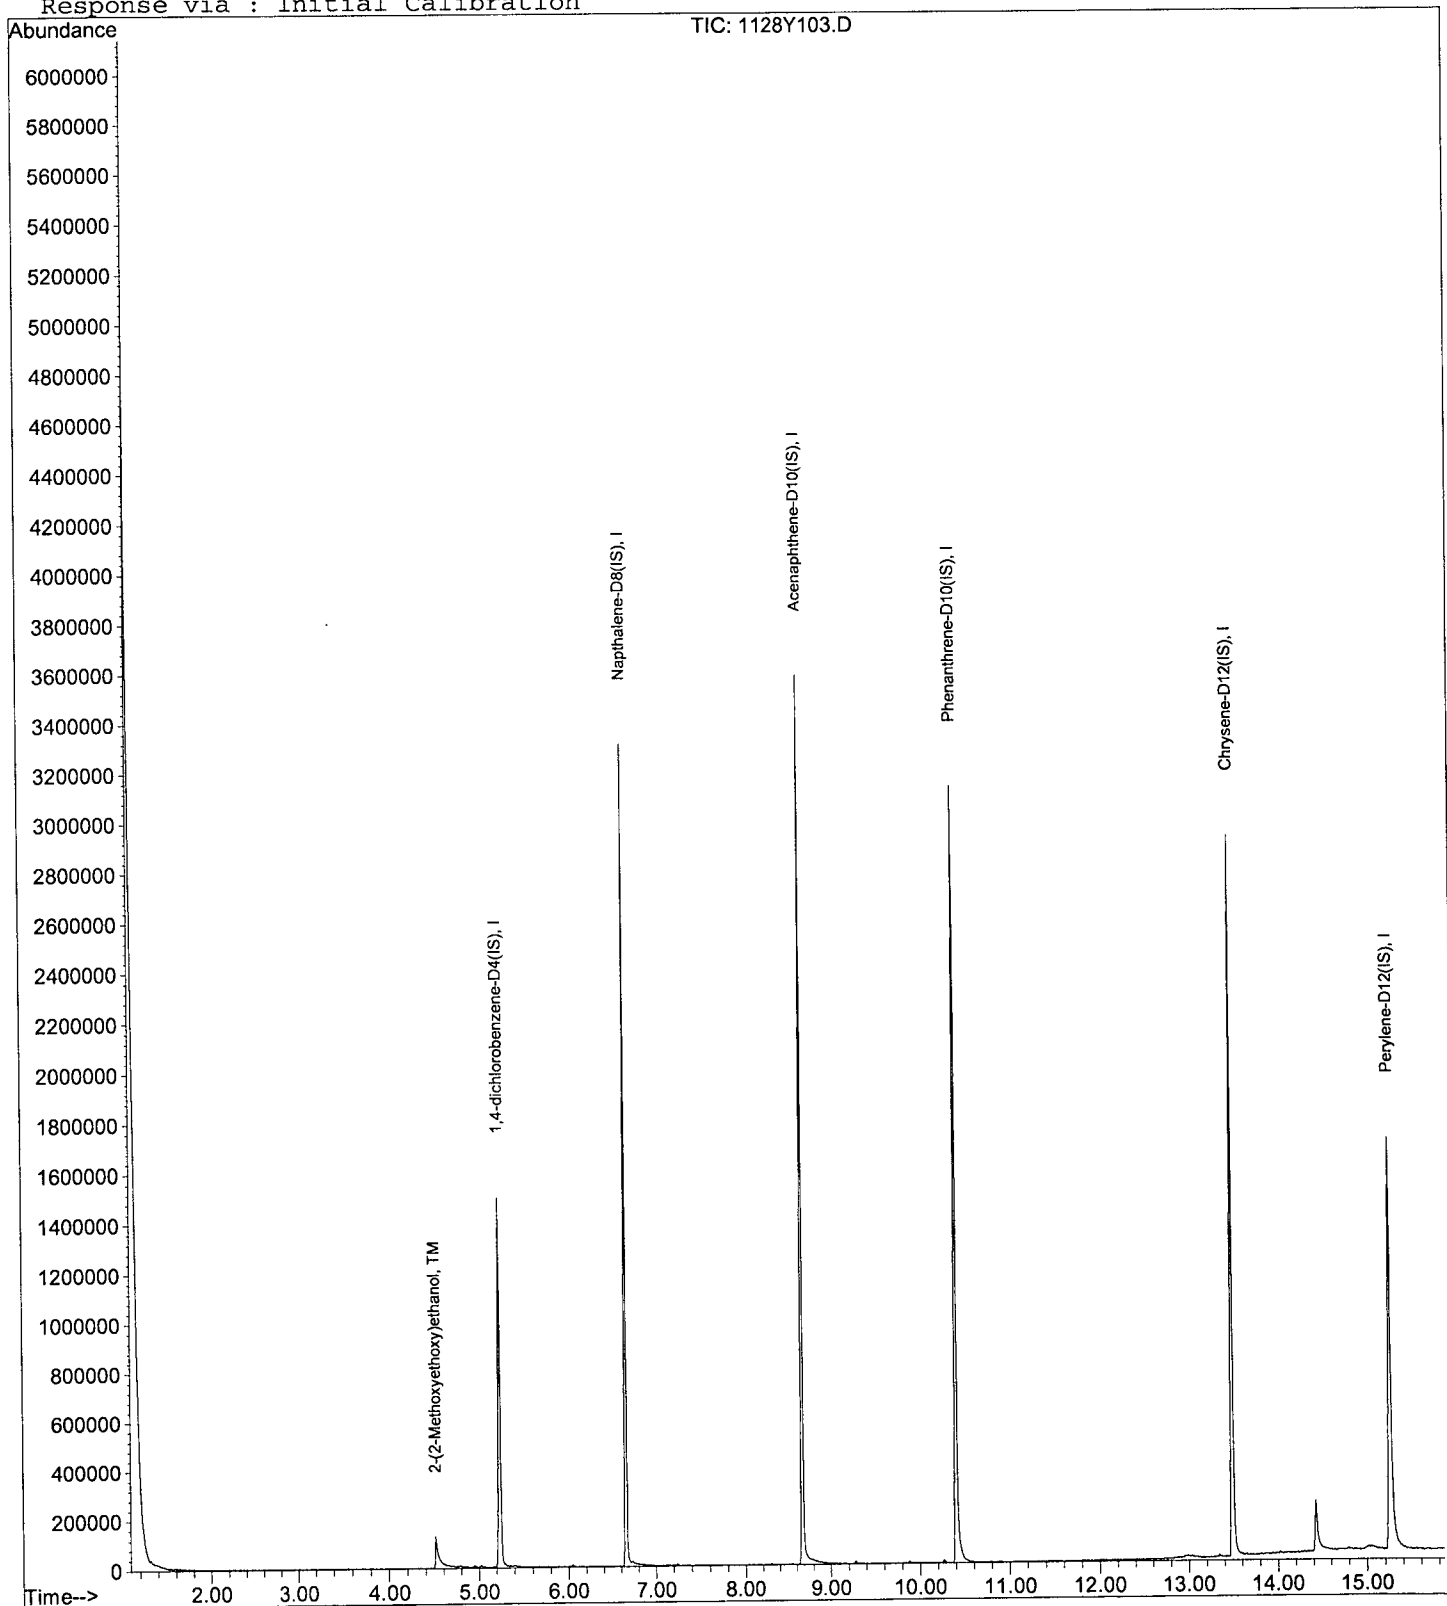 Response via : Initial Calibration
Abundance
TIC: 1128Y103.D
6000000
5800000
5600000
5400000
5200000
5000000
4800000
4600000
4400000
4200000
4000000
3800000
3600000
3400000
3200000
3000000
2800000
2600000
2400000
2200000
2000000
1800000
1600000
1400000
1200000
1000000
800000
600000
400000
200000
0
2-(2-Methoxyethoxy)ethanol, TM
1,4-dichlorobenzene-D4(IS), I
Napthalene-D8(IS), I
Acenaphthene-D10(IS), I
Phenanthrene-D10(IS), I
Chrysene-D12(IS), I
Perylene-D12(IS), I
Time--> 2.00 3.00 4.00 5.00 6.00 7.00 8.00 9.00 10.00 11.00 12.00 13.00 14.00 15.00